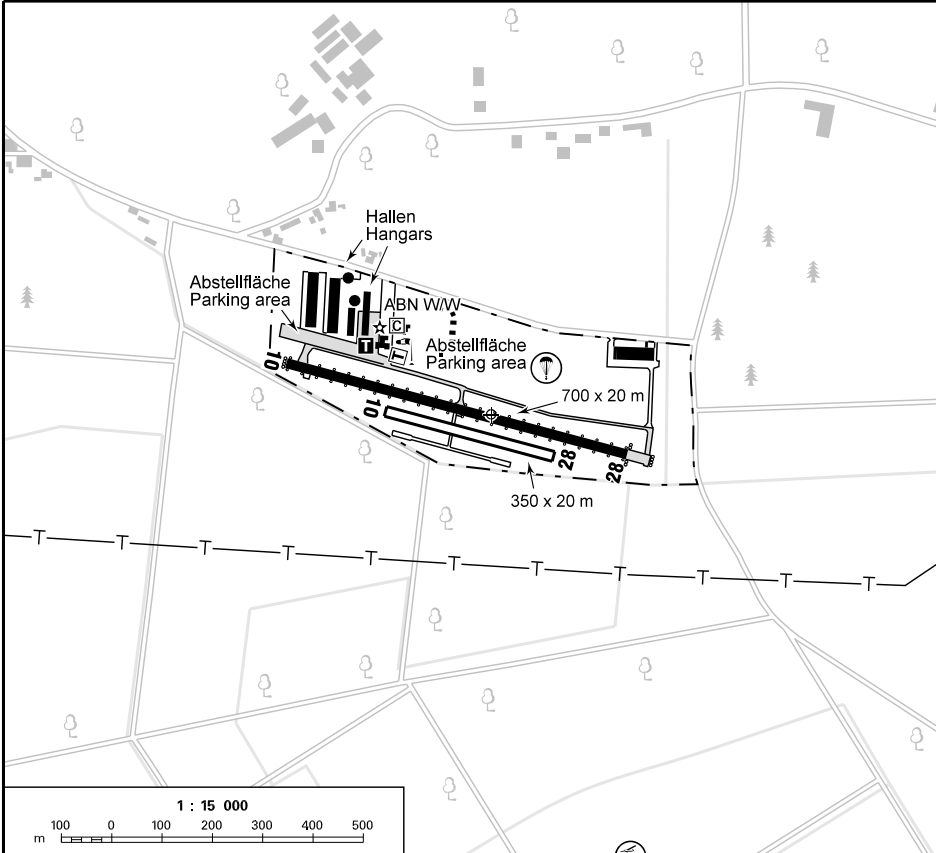 Hallen
Hangars
Abstellfläche
Parking area
ABN W/W
C
T
T
Abstellfläche
Parking area
10
700 x 20 m
10
28
28
350 x 20 m
T T T T T T T T T T T
1 : 15 000
m 100 0 100 200 300 400 500